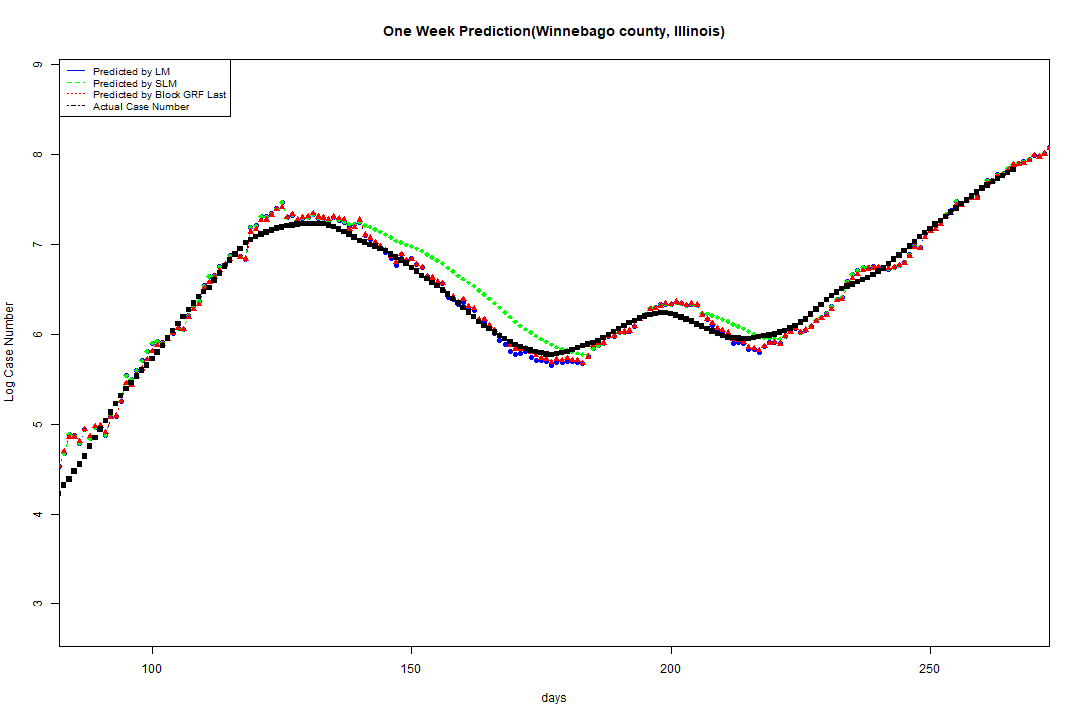 One Week Prediction(Winnebago county, Illinois)
Predicted by LM
Predicted by SLM
Predicted by Block GRF Last
Actual Case Number
9
8
7
6
5
4
3
Log Case Number
100 150 200 250
days